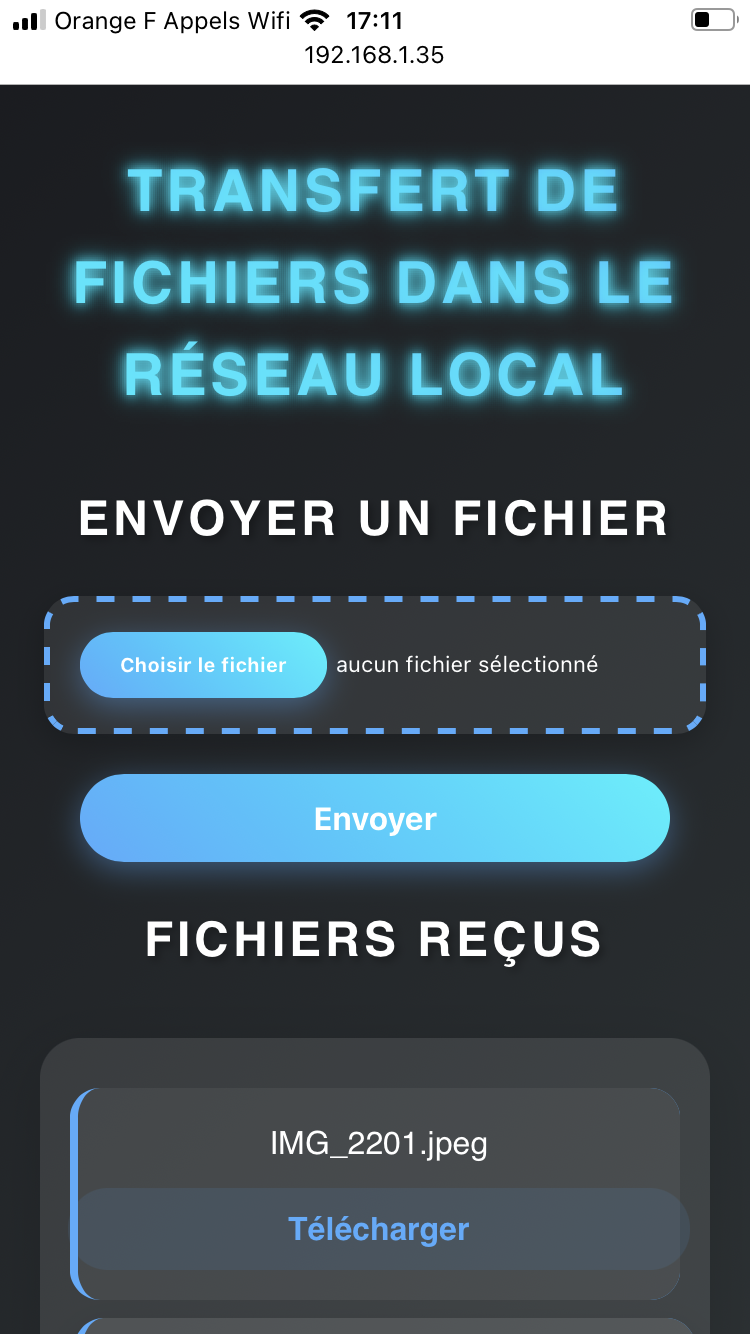 Orange F Appels Wifi 17:11
192.168.1.35
TRANSFERT DE
FICHIERS DANS LE
RÉSEAU LOCAL
ENVOYER UN FICHIER
Choisir le fichier aucun fichier sélectionné
Envoyer
FICHIERS REÇUS
IMG_2201.jpeg
Télécharger